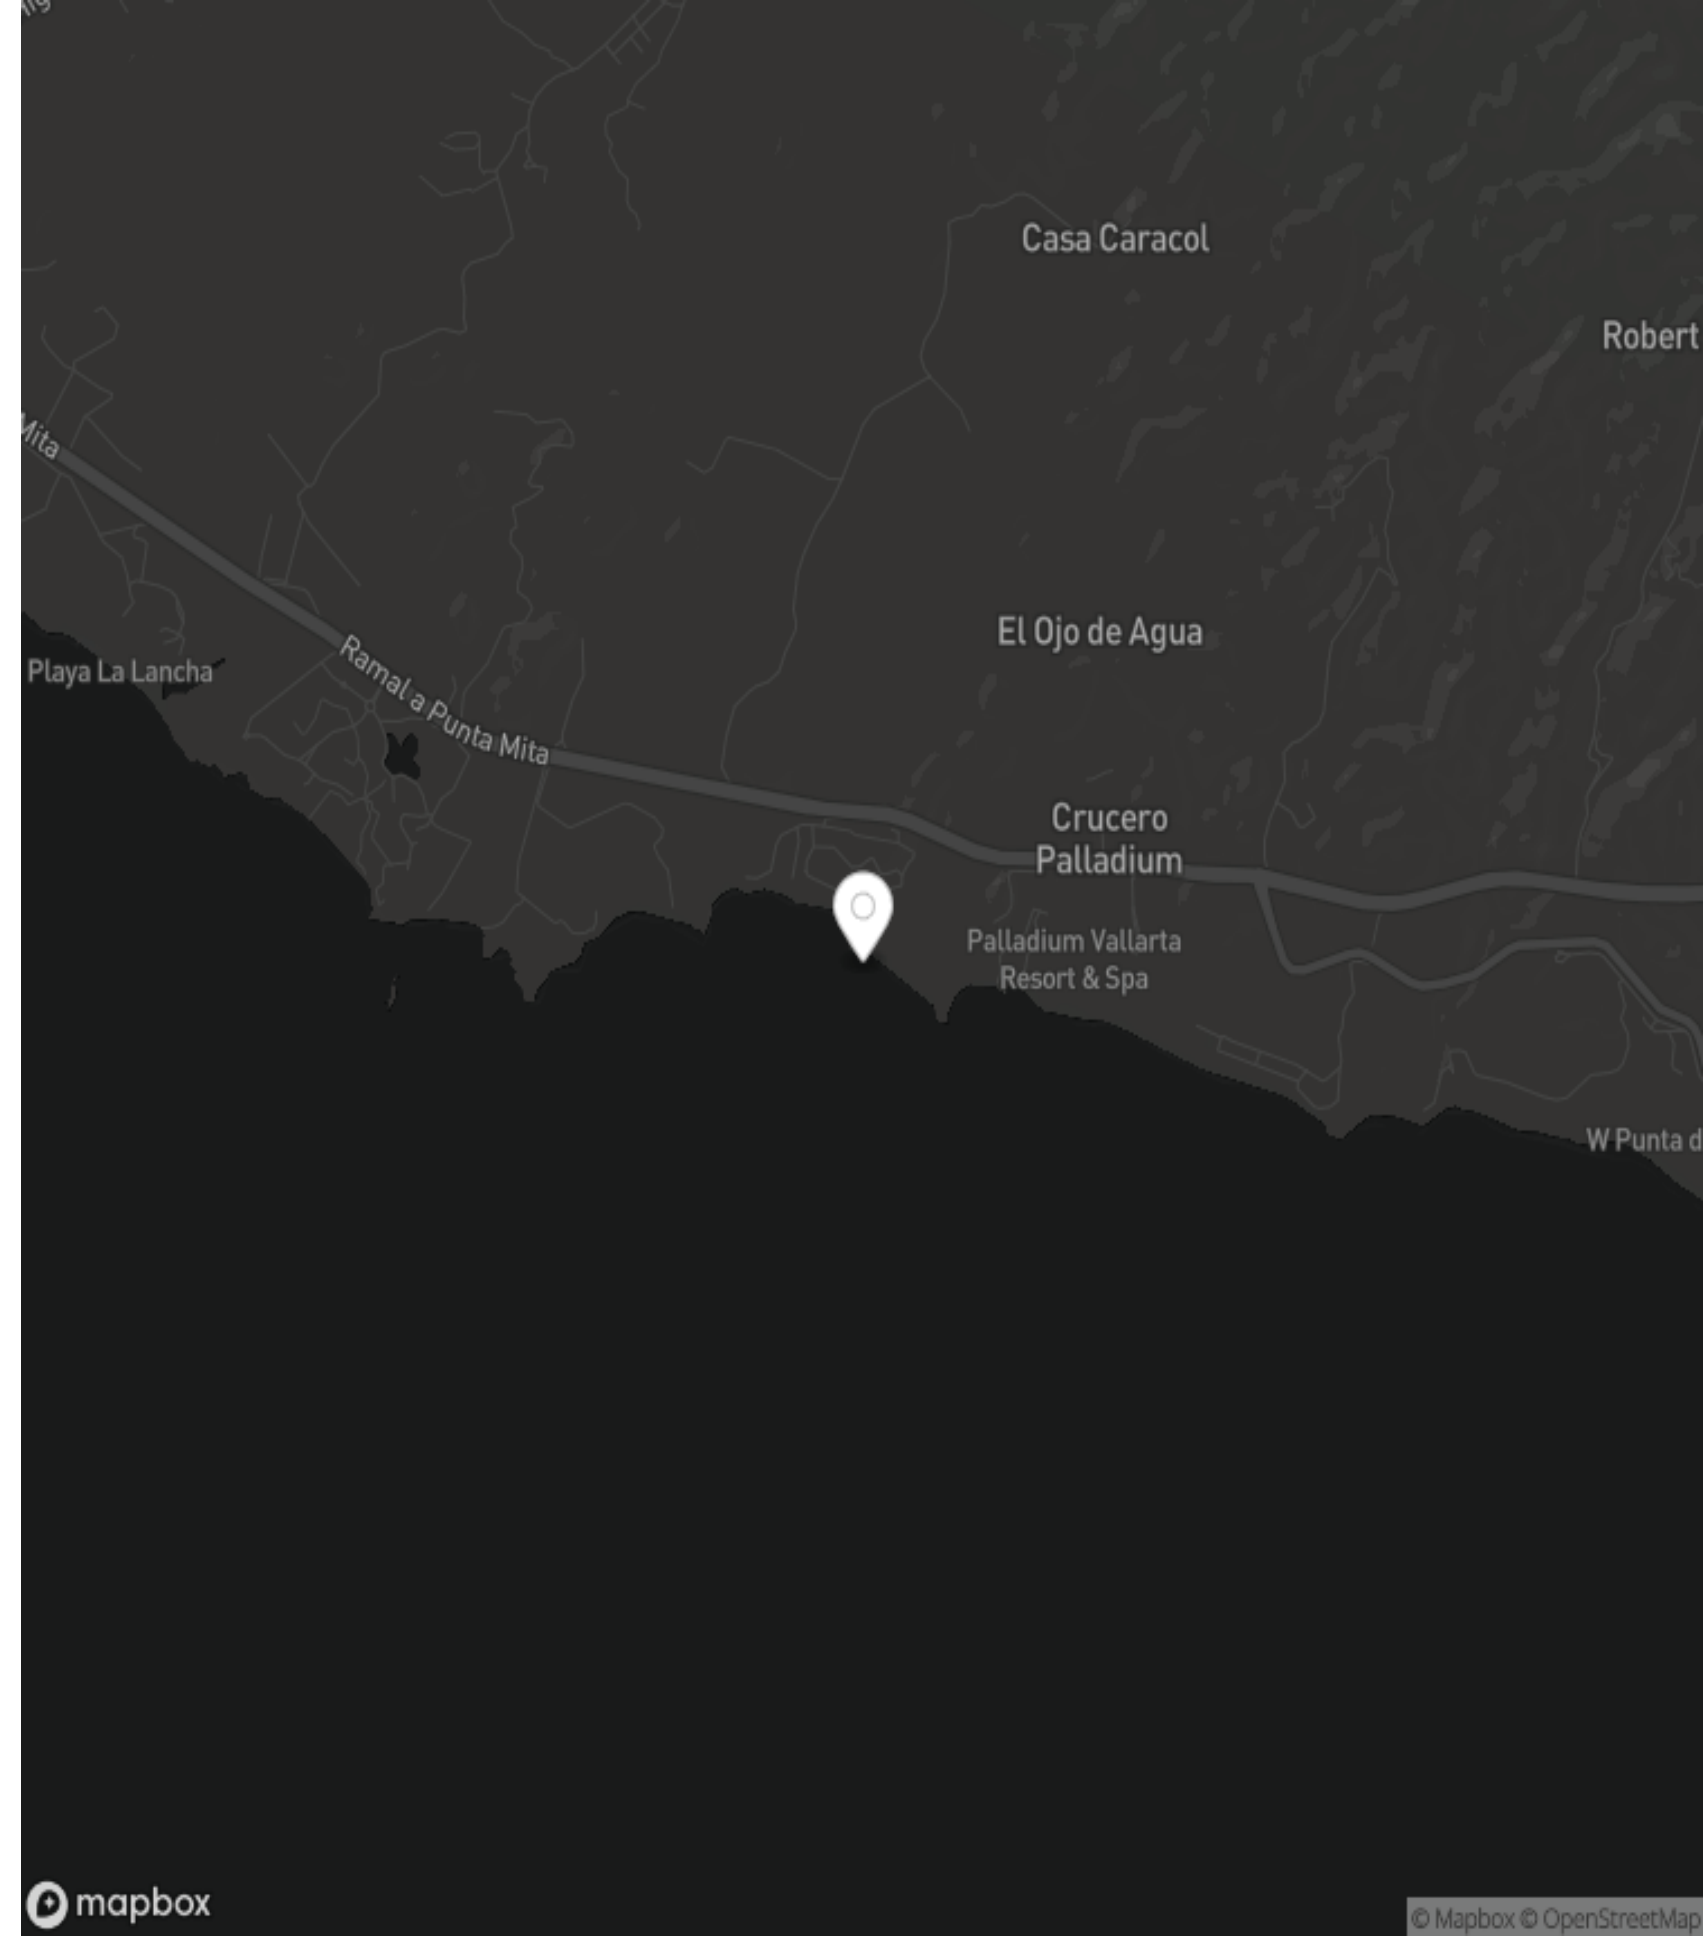 Casa Caracol
Robert
Mita
El Ojo de Agua
Playa La Lancha
Ramal a Punta Mita
Crucero
Palladium
Palladium Vallarta
Resort & Spa
W Punta d
mapbox
© Mapbox © OpenStreetMap